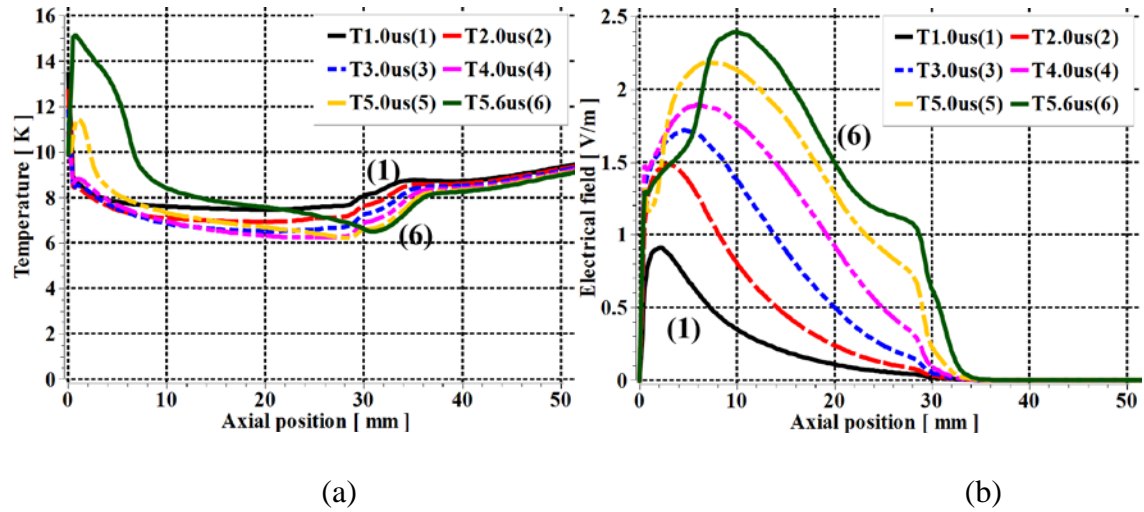 16
14
12
10
8
6
4
2
0
Temperature [ K ]
T1.0us(1) T2.0us(2)
T3.0us(3) T4.0us(4)
T5.0us(5) T5.6us(6)
(1)
(6)
0 10 20 30 40 50
Axial position [ mm ]
(a)
2.5
2
1.5
1
0.5
0
Electrical field [ V/m ]
T1.0us(1) T2.0us(2)
T3.0us(3) T4.0us(4)
T5.0us(5) T5.6us(6)
(6)
(1)
0 10 20 30 40 50
Axial position [ mm ]
(b)